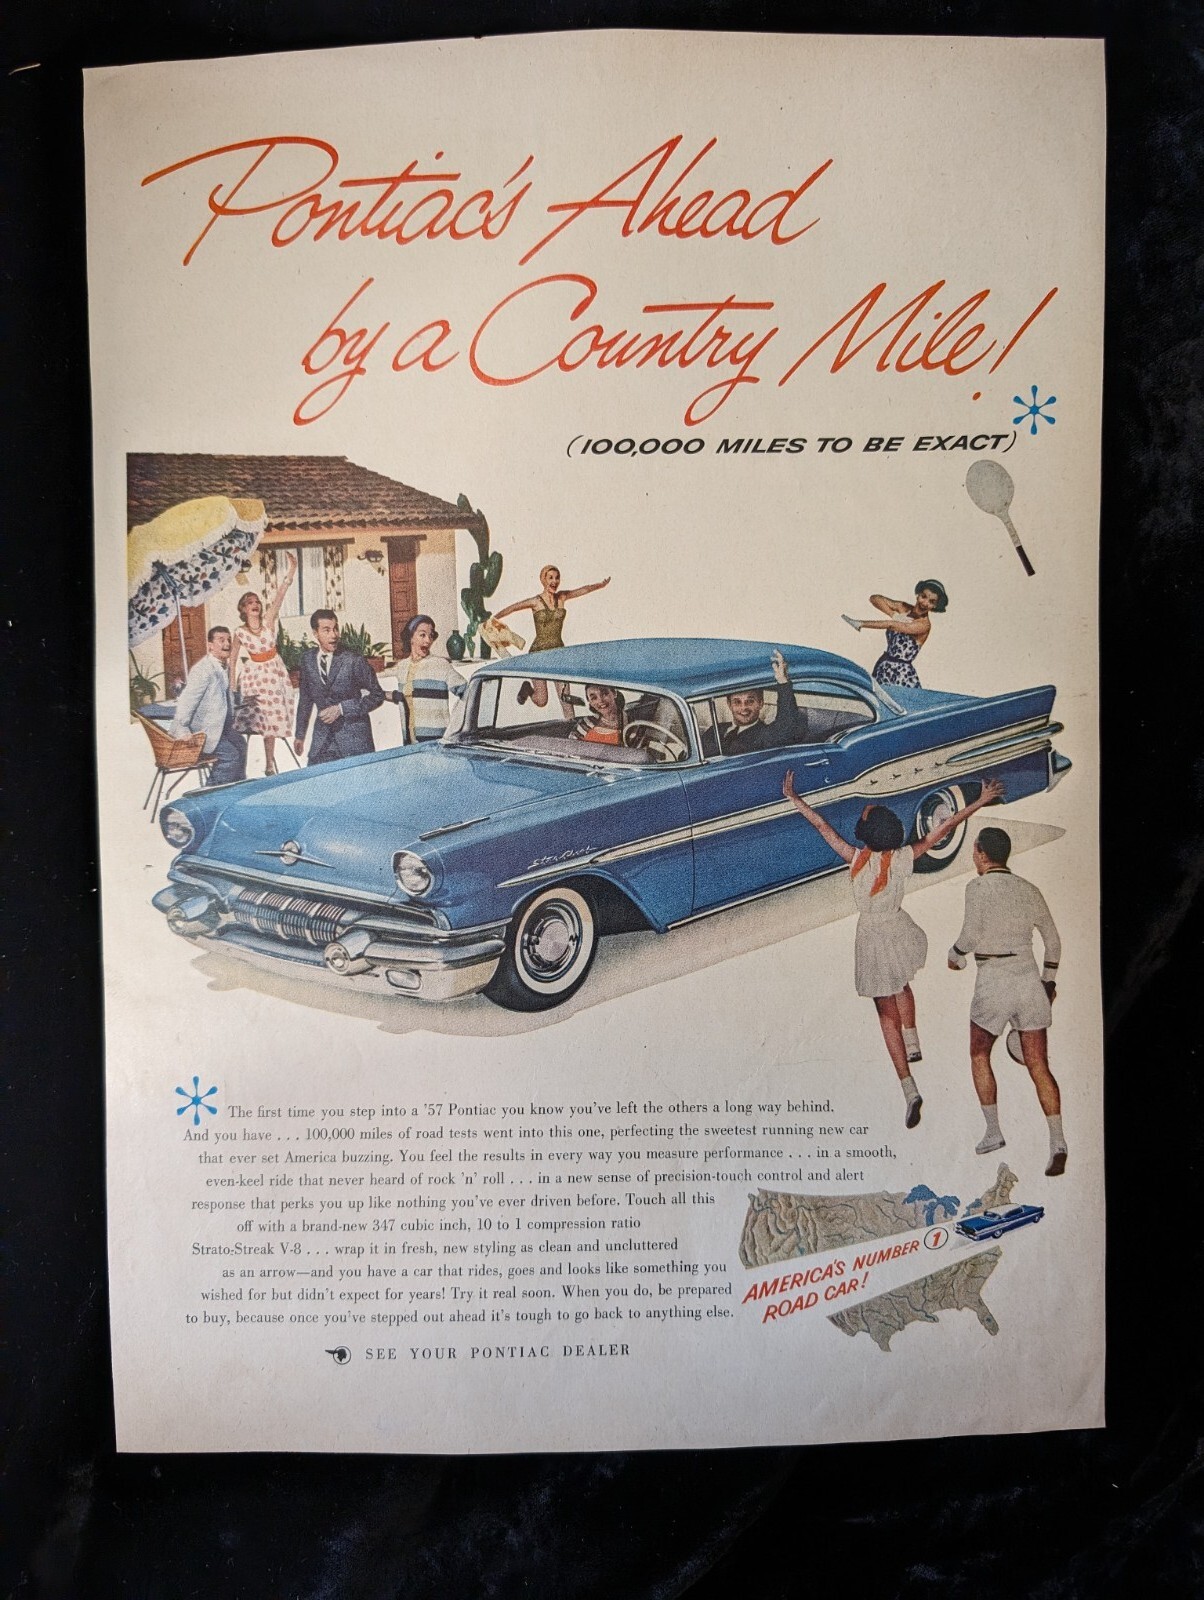 Pontiac's Ahead
by a Country Mile!
(100,000 MILES TO BE EXACT)
The first time you step into a '57 Pontiac you know you've left the others a long way behind.
And you have . . . 100,000 miles of road tests went into this one, perfecting the sweetest running new car
that ever set America buzzing. You feel the results in every way you measure performance . . . in a smooth,
even-keel ride that never heard of rock 'n' roll . . . in a new sense of precision-touch control and alert
response that perks you up like nothing you've ever driven before. Touch all this
off with a brand-new 347 cubic inch, 10 to 1 compression ratio
Strato-Streak V-8 . . . wrap it in fresh, new styling as clean and uncluttered
as an arrow—and you have a car that rides, goes and looks like something you
wished for but didn't expect for years! Try it real soon. When you do, be prepared
to buy, because once you've stepped out ahead it's tough to go back to anything else.
AMERICA'S NUMBER 1
ROAD CAR!
SEE YOUR PONTIAC DEALER